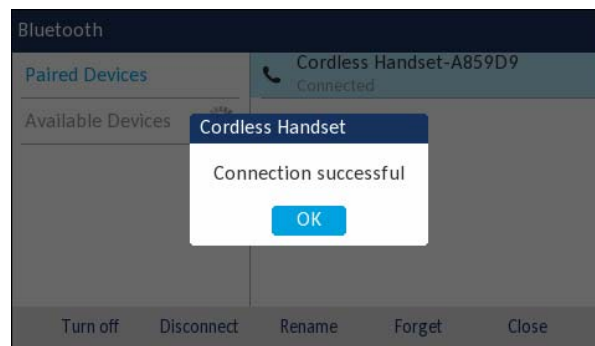 Bluetooth
Paired Devices
Cordless Handset-A859D9
Connected
Available Devices
Cordless Handset
Connection successful
OK
Turn off Disconnect Rename Forget Close